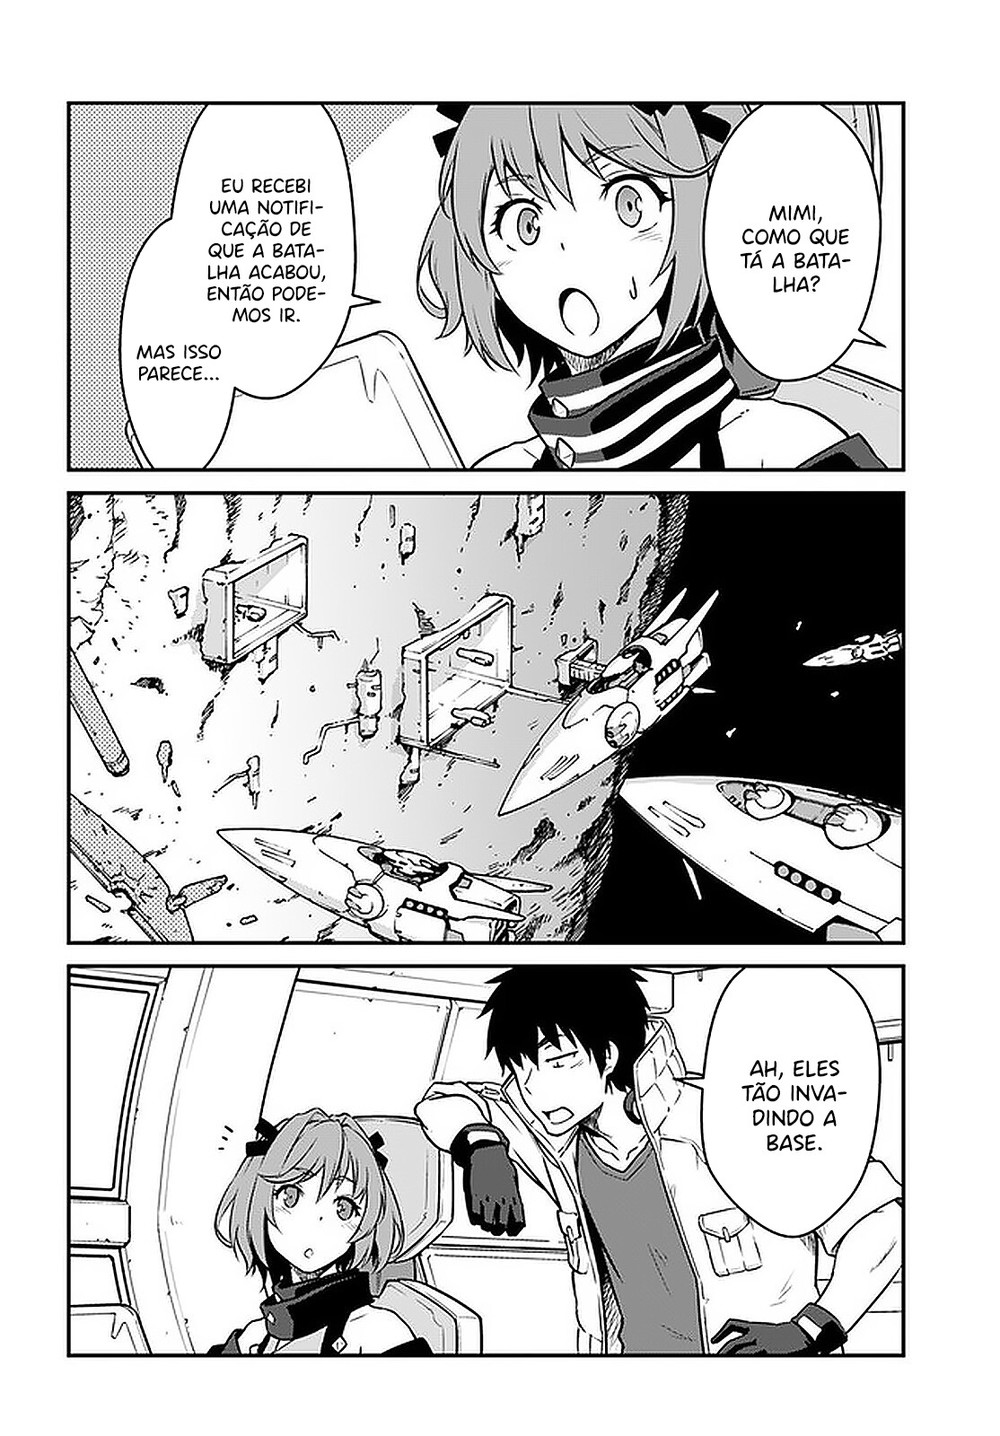 MIMI,
COMO QUE
TÁ A BATA-
LHA?
EU RECEBI
UMA NOTIFI-
CAÇÃO DE
QUE A BATA-
LHA ACABOU,
ENTÃO PODE-
MOS IR.
MAS ISSO
PARECE...
AH, ELES
TÃO INVA-
DINDO A
BASE.